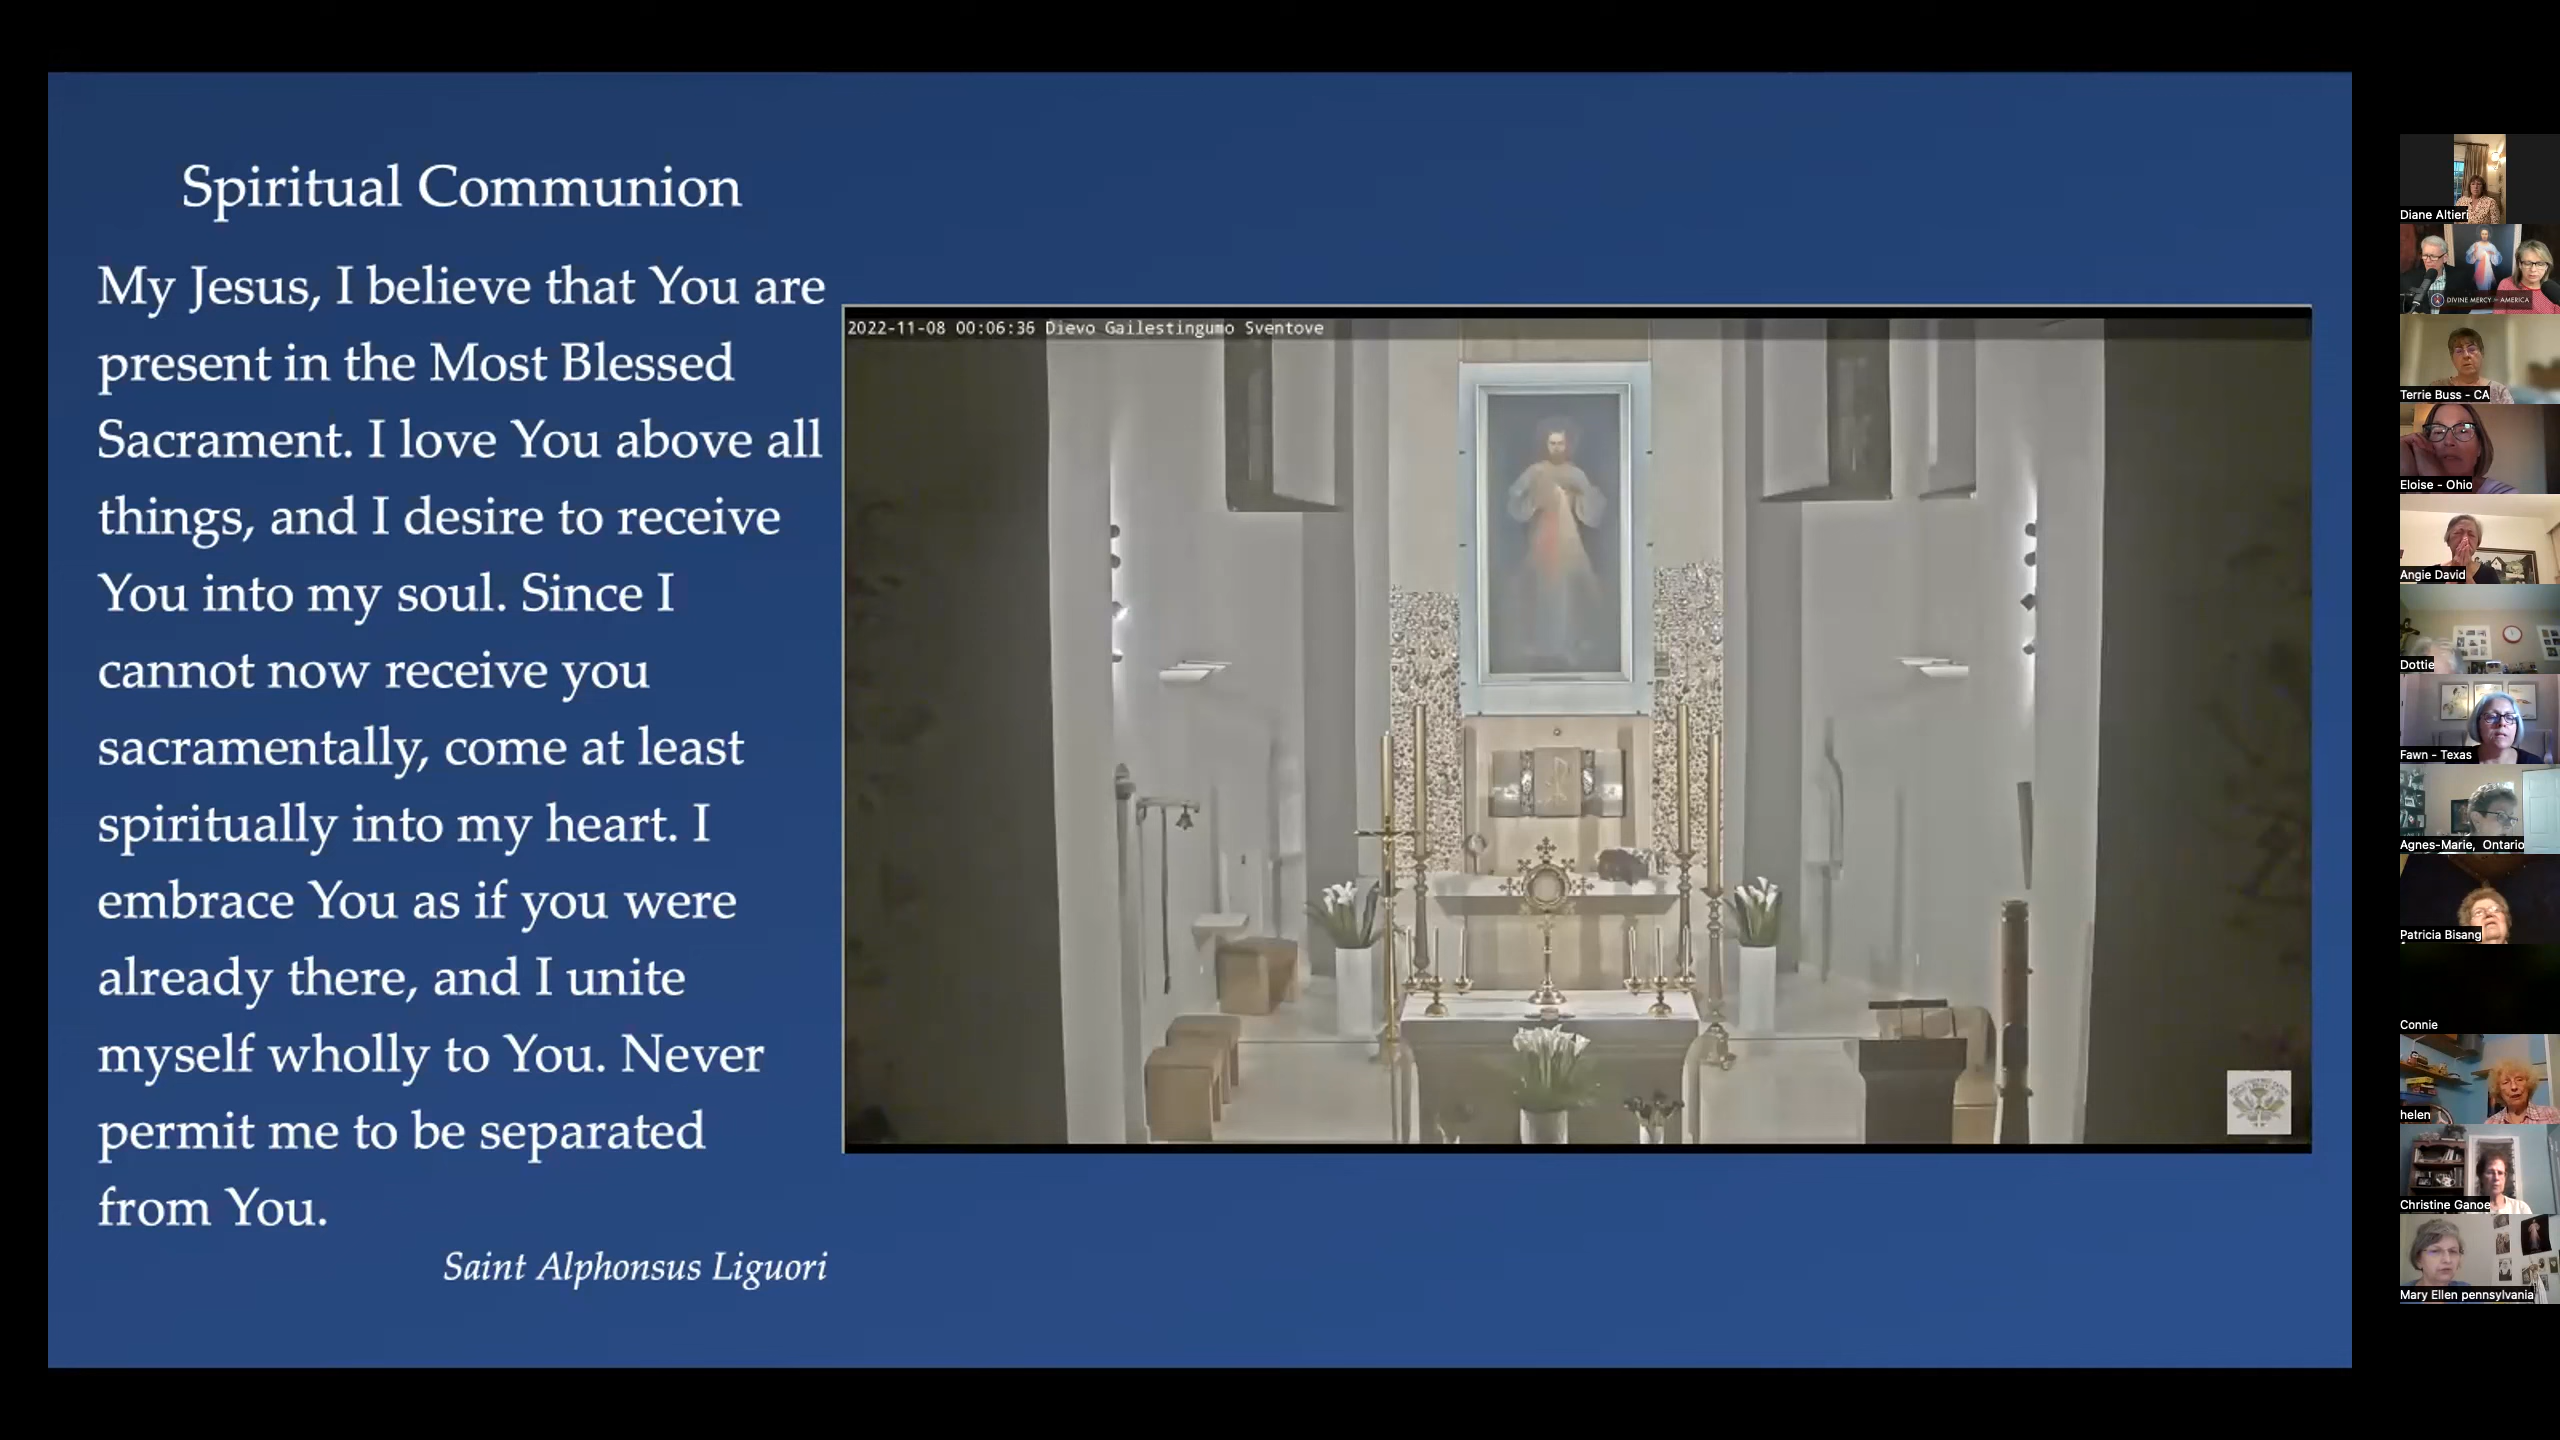 Spiritual Communion
My Jesus, I believe that You are
present in the Most Blessed
Sacrament. I love You above all
things, and I desire to receive
You into my soul. Since I
cannot now receive you
sacramentally, come at least
spiritually into my heart. I
embrace You as if you were
already there, and I unite
myself wholly to You. Never
permit me to be separated
from You.
Saint Alphonsus Liguori
2022-11-08 00:06:36 Dievo Gailestingumo Sventove
Diane Altieri
DIVINE MERCY for AMERICA
Terrie Buss - CA
Eloise - Ohio
Angie David
Dottie
Fawn - Texas
Agnes-Marie, Ontario
Patricia Bisang
Connie
helen
Christine Ganoe
Mary Ellen pennsylvania